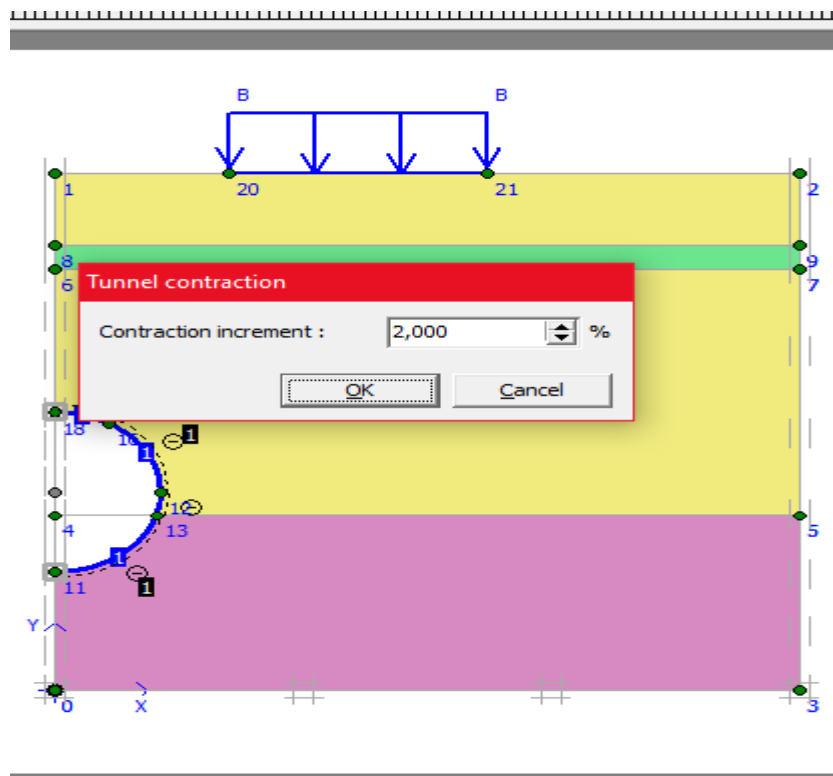 B B
1 20 21 2
8 9
6 7
Tunnel contraction
Contraction increment : 2,000 %
OK Cancel
18 16 1
1
12
4 13 5
1
11 1
Y
0 X 3